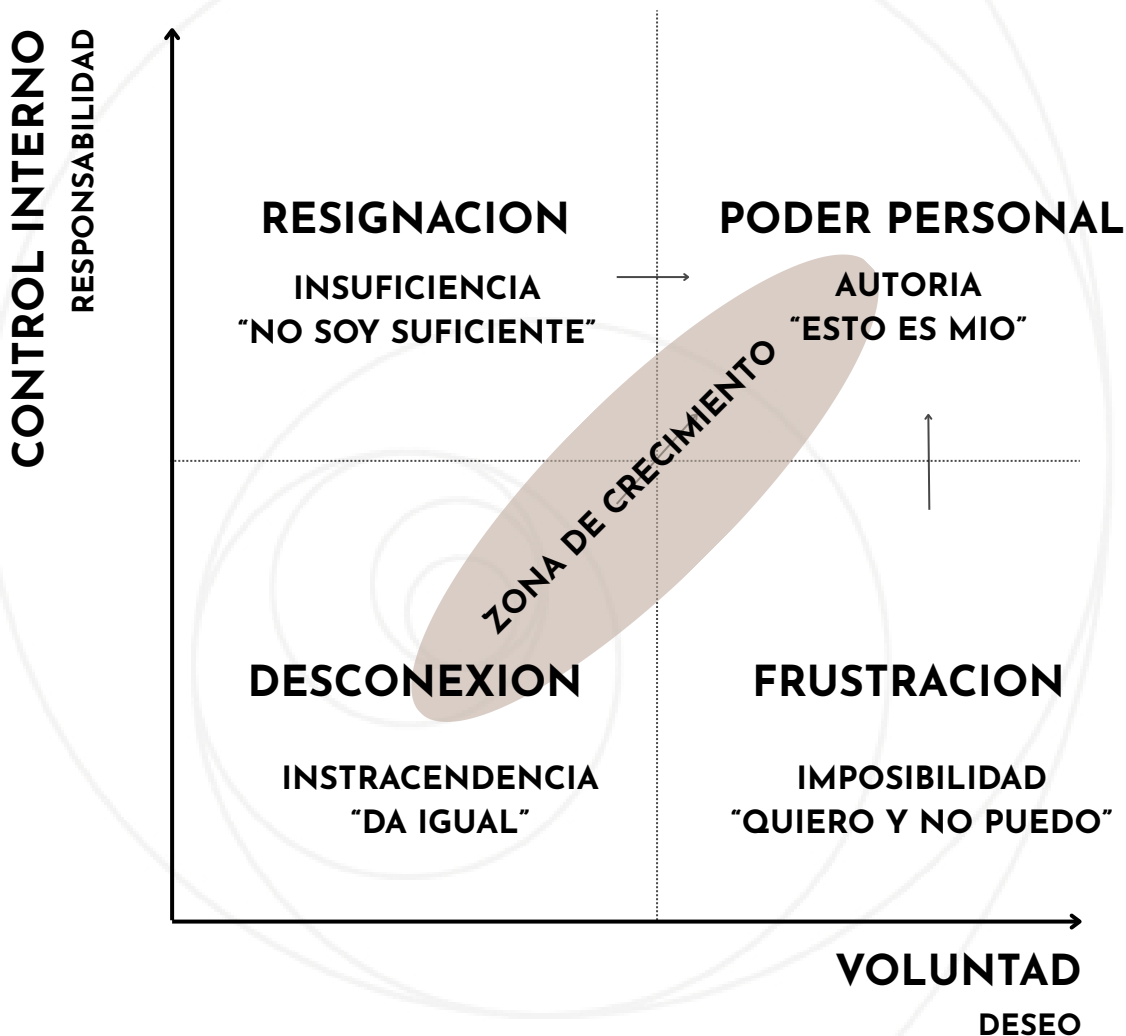 CONTROL INTERNO
RESPONSABILIDAD
RESIGNACION
INSUFICIENCIA
“NO SOY SUFICIENTE”
PODER PERSONAL
AUTORIA
“ESTO ES MIO”
ZONA DE CRECIMIENTO
DESCONEXION
INSTRACENDENCIA
“DA IGUAL”
FRUSTRACION
IMPOSIBILIDAD
“QUIERO Y NO PUEDO”
VOLUNTAD
DESEO